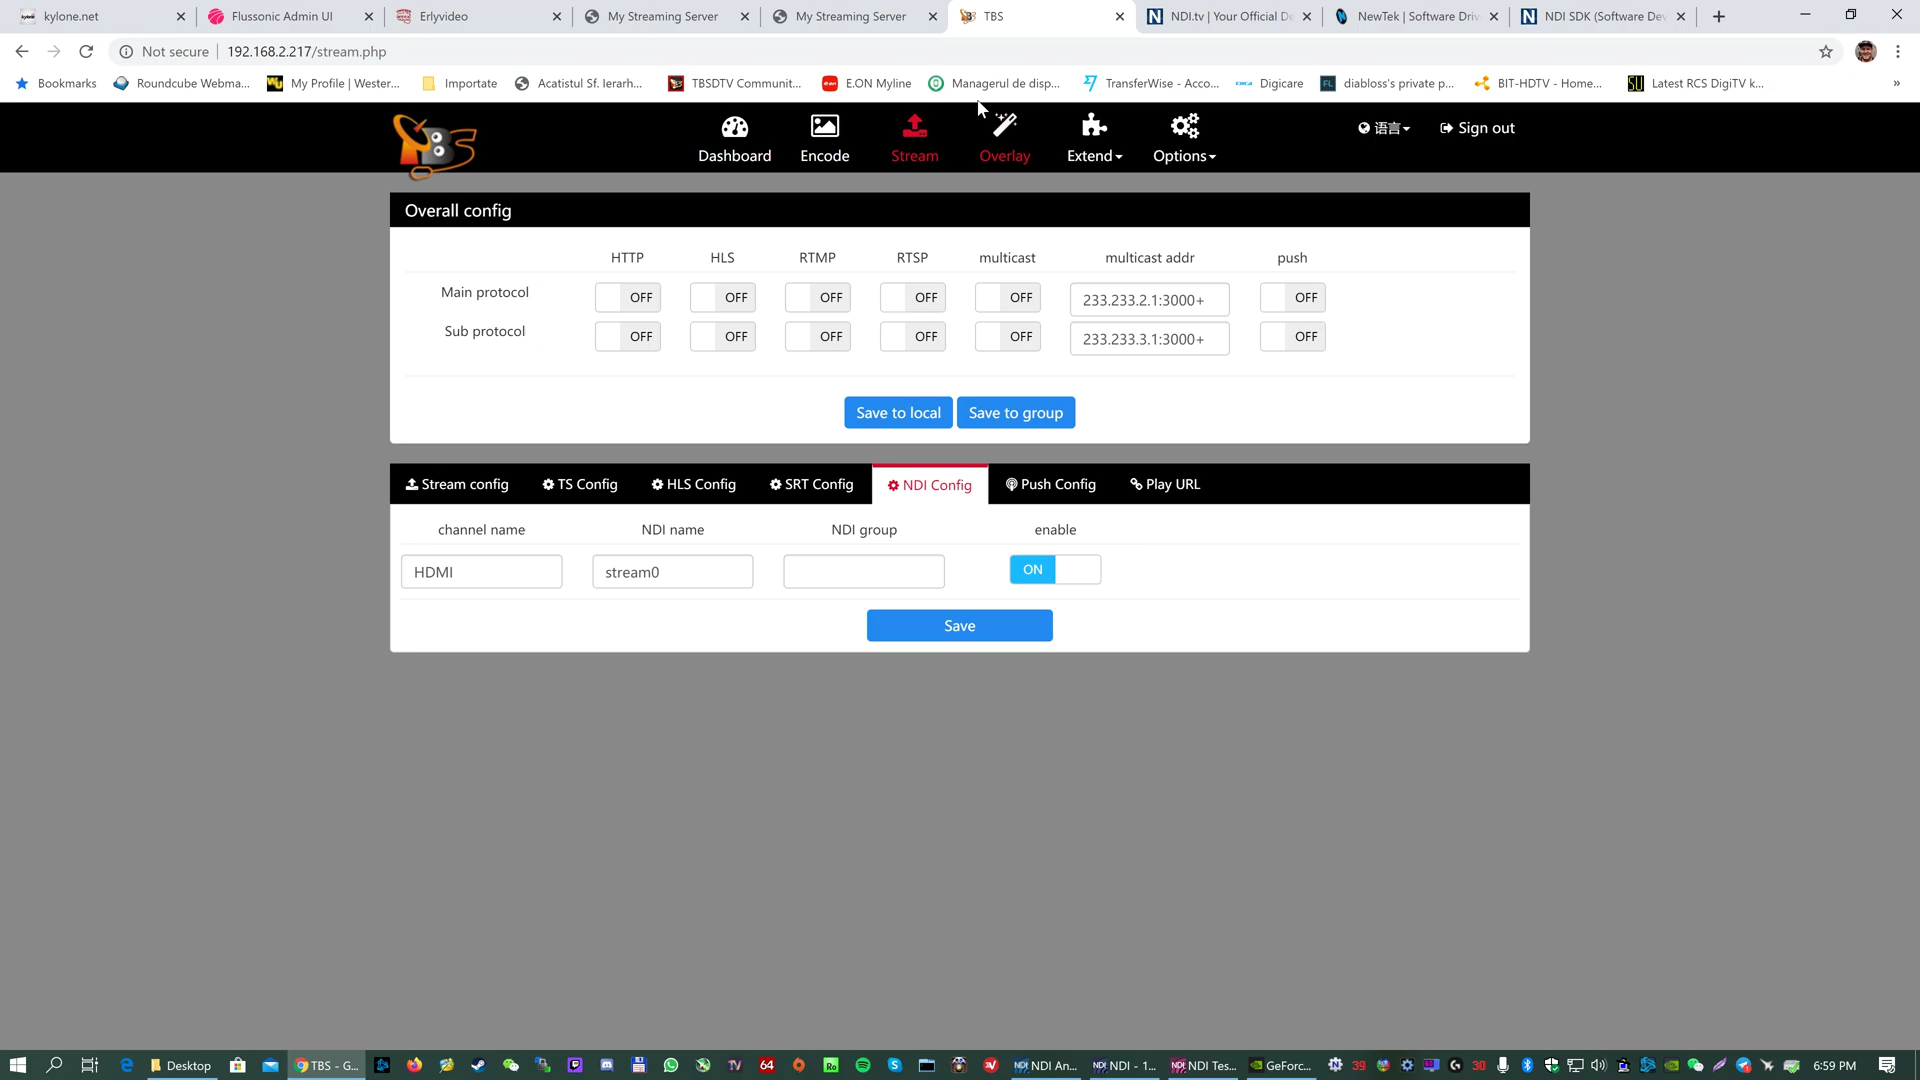 kylone.net
Flussonic Admin UI
Erlyvideo
My Streaming Server
My Streaming Server
TBS
NDI.tv | Your Official De
NewTek | Software Driv
NDI SDK (Software Dev
Not secure
192.168.2.217/stream.php
Bookmarks
Roundcube Webma...
My Profile | Wester...
Importate
Acatistul Sf. Ierarh...
TBSDTV Communit...
E.ON Myline
Managerul de disp...
TransferWise - Acco...
Digicare
diabloss's private p...
BIT-HDTV - Home...
Latest RCS DigiTV k...
»
TBS
Dashboard
Encode
Stream
Overlay
Extend
Options
语言
Sign out
Overall config
HTTP HLS RTMP RTSP multicast multicast addr push
Main protocol OFF OFF OFF OFF OFF 233.233.2.1:3000+ OFF
Sub protocol OFF OFF OFF OFF OFF 233.233.3.1:3000+ OFF
Save to local
Save to group
Stream config
TS Config
HLS Config
SRT Config
NDI Config
Push Config
Play URL
channel name NDI name NDI group enable
HDMI stream0 ON
Save
Desktop
TBS - G...
64
Ro
NDI An...
NDI - 1...
NDI Tes...
GeForc...
39
30
6:59 PM